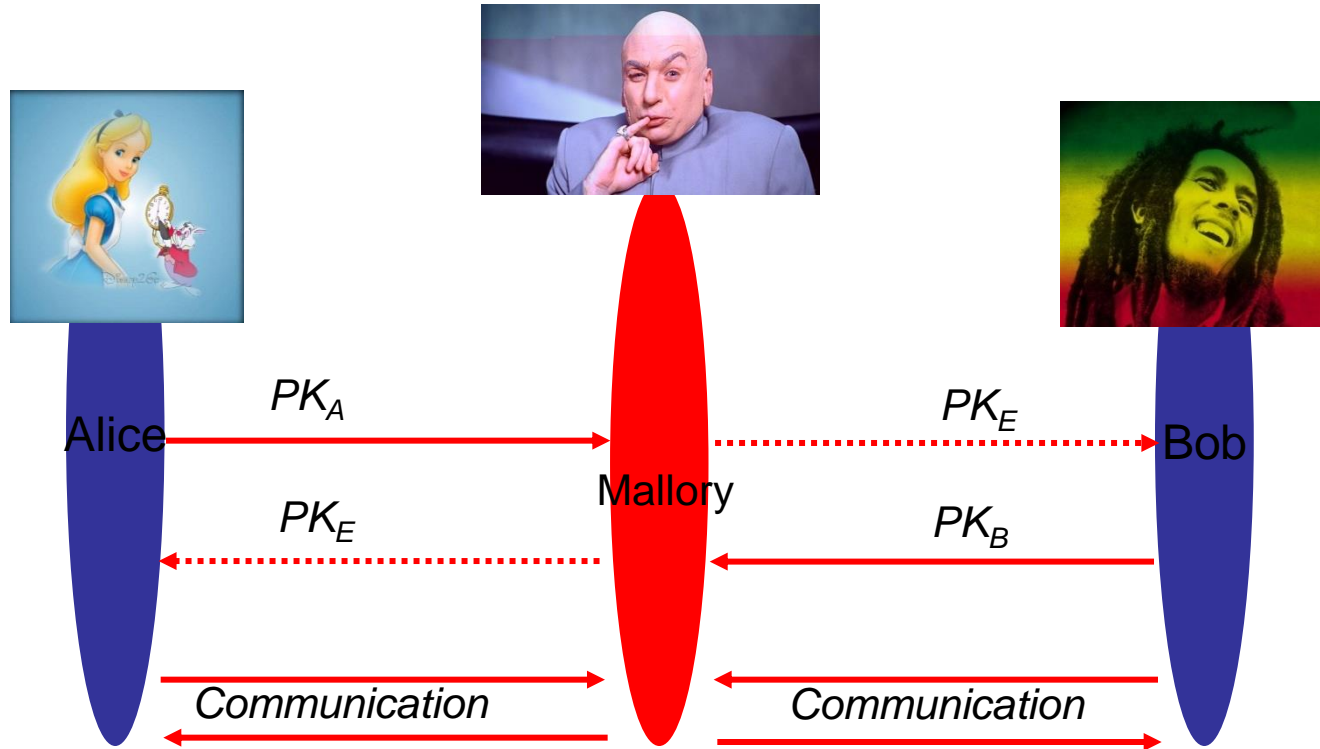 PK_A
PK_E
Alice
Bob
Mallory
PK_E
PK_B
Communication
Communication